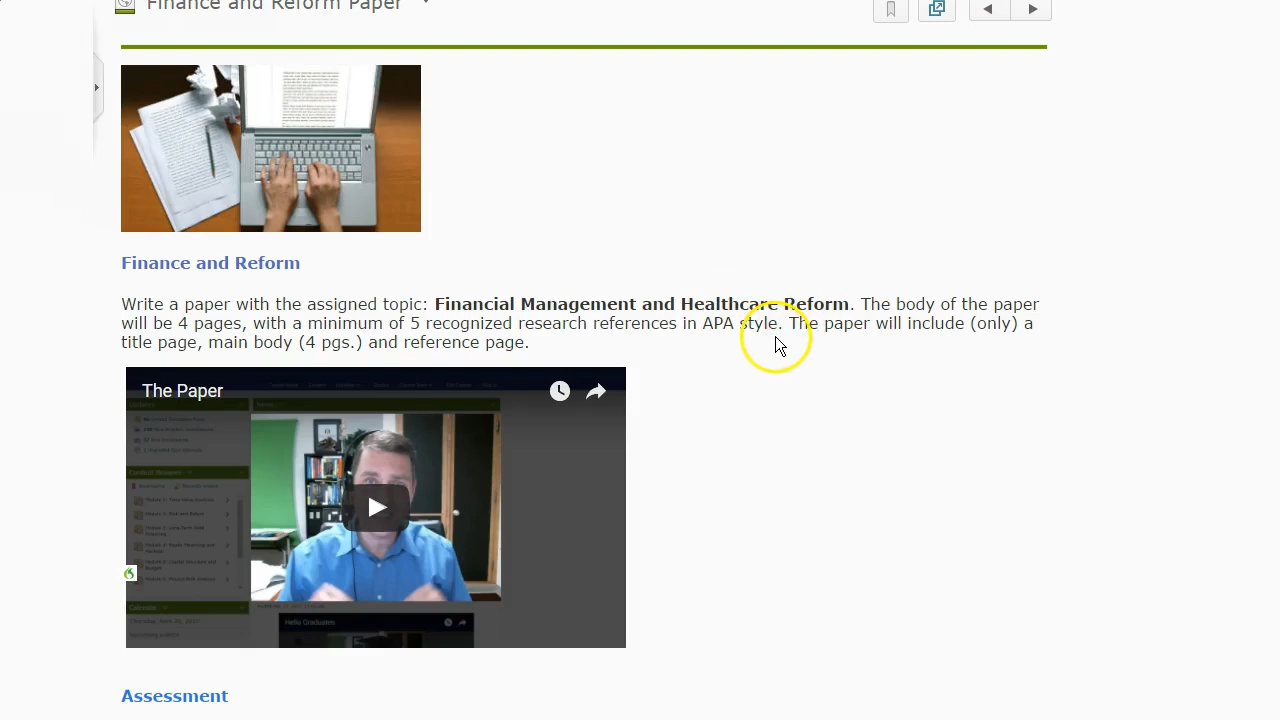 Finance and Reform Paper
Finance and Reform
Write a paper with the assigned topic: Financial Management and Healthcare Reform. The body of the paper
will be 4 pages, with a minimum of 5 recognized research references in APA style. The paper will include (only) a
title page, main body (4 pgs.) and reference page.
The Paper
Hello Graduates
Assessment